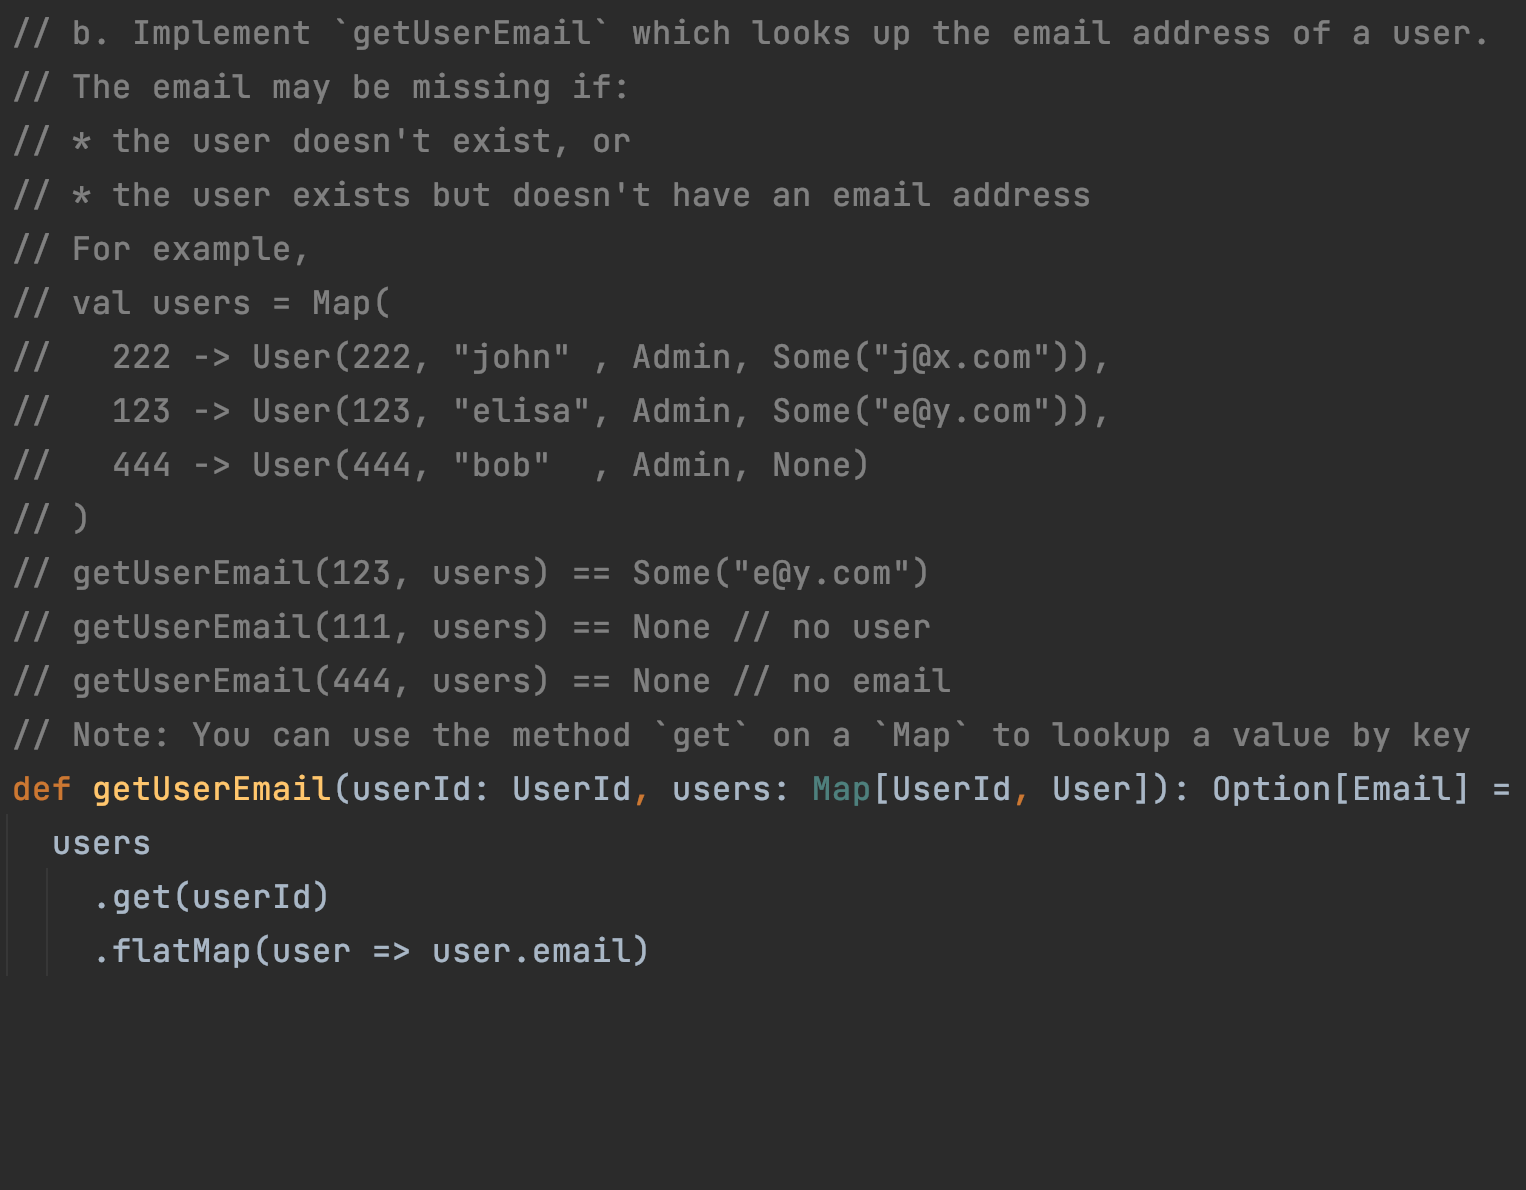 // b. Implement `getUserEmail` which looks up the email address of a user.
// The email may be missing if:
// * the user doesn't exist, or
// * the user exists but doesn't have an email address
// For example,
// val users = Map(
//   222 -> User(222, "john" , Admin, Some("j@x.com")),
//   123 -> User(123, "elisa", Admin, Some("e@y.com")),
//   444 -> User(444, "bob"  , Admin, None)
// )
// getUserEmail(123, users) == Some("e@y.com")
// getUserEmail(111, users) == None // no user
// getUserEmail(444, users) == None // no email
// Note: You can use the method `get` on a `Map` to lookup a value by key
def getUserEmail(userId: UserId, users: Map[UserId, User]): Option[Email] =
  users
    .get(userId)
    .flatMap(user => user.email)